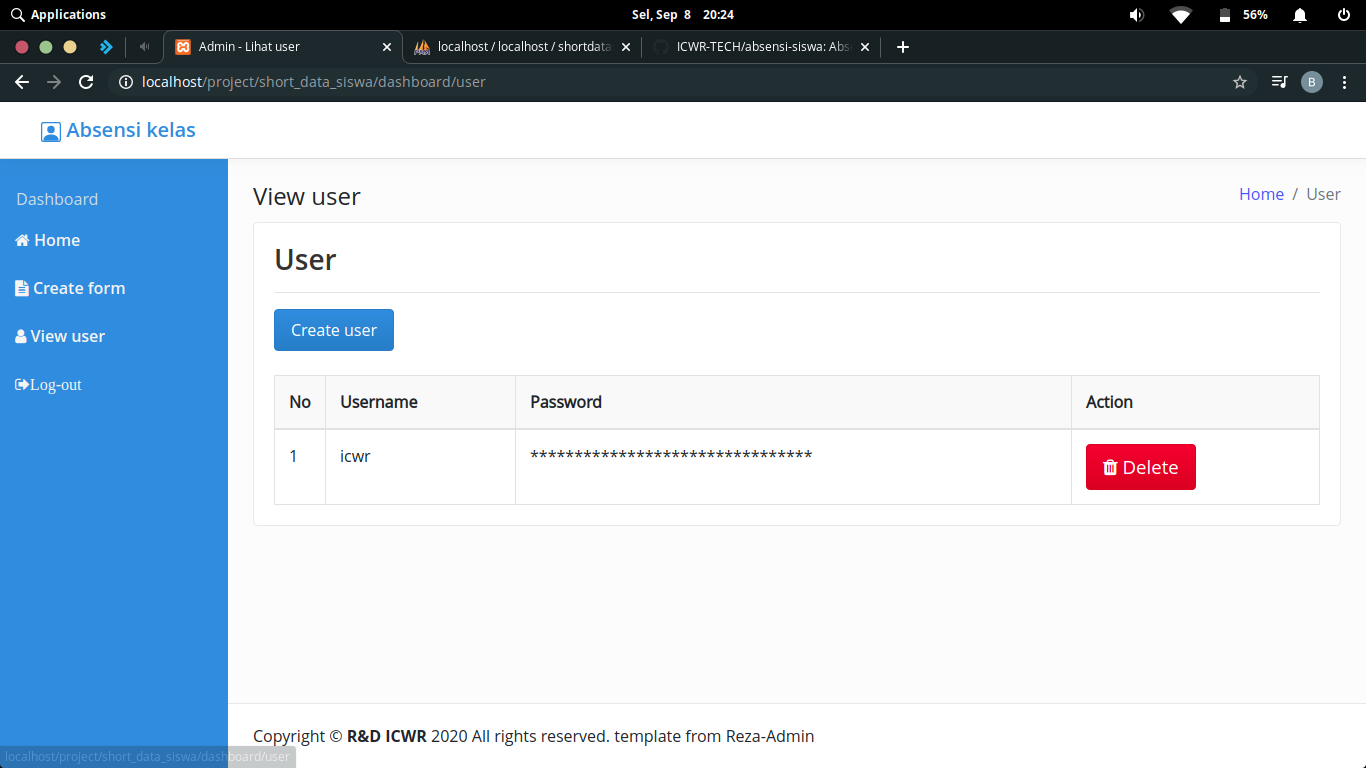 Applications
Sel, Sep 8 20:24
56%
Admin - Lihat user
localhost / localhost / shortdata
ICWR-TECH/absensi-siswa: Abs
localhost/project/short_data_siswa/dashboard/user
B
Absensi kelas
Dashboard
Home
Create form
View user
Log-out
View user
Home / User
User
Create user
No Username Password Action
1 icwr ******************************** Delete
Copyright © R&D ICWR 2020 All rights reserved. template from Reza-Admin
localhost/project/short_data_siswa/dashboard/user